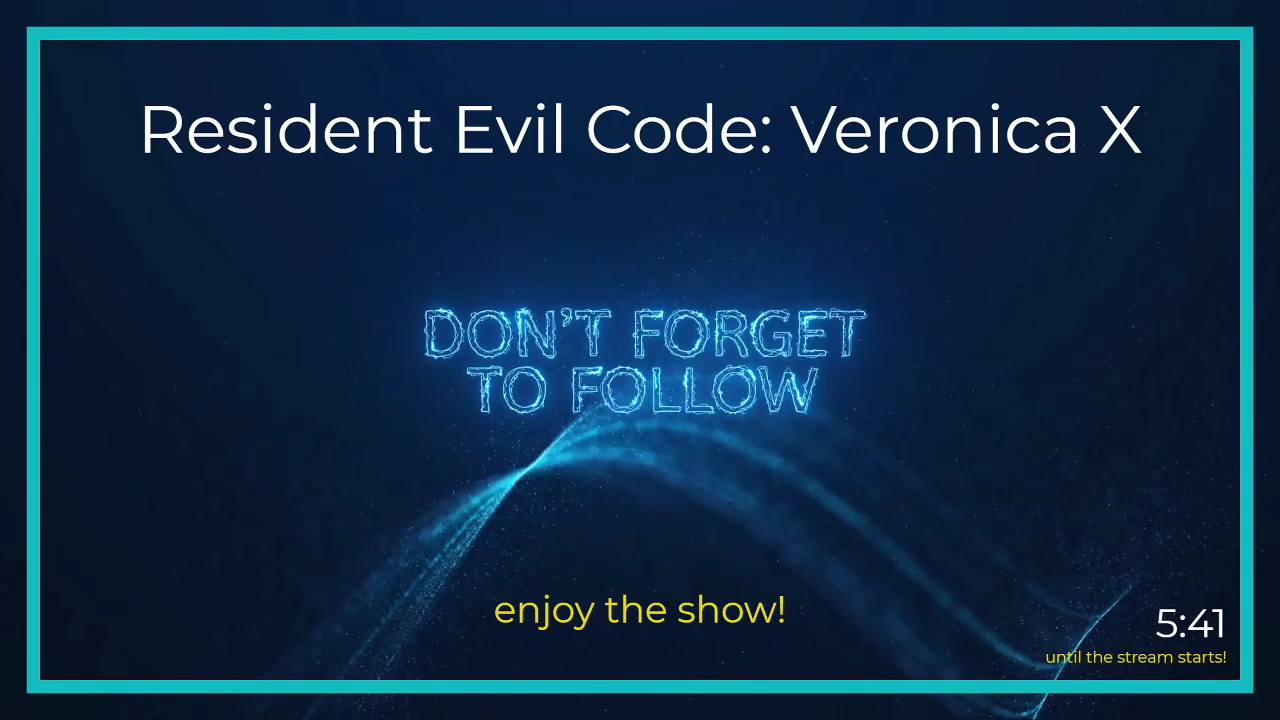 Resident Evil Code: Veronica X
DON'T FORGET
TO FOLLOW
enjoy the show!
5:41
until the stream starts!